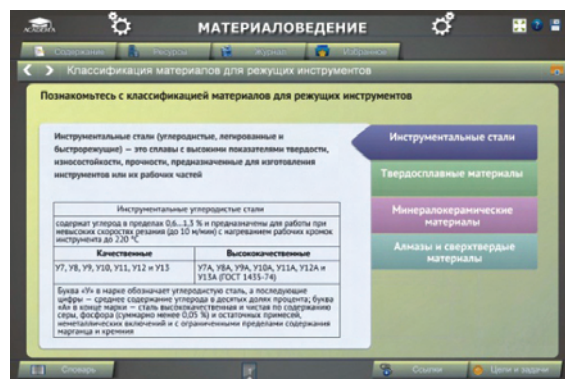 ACADEMIA
МАТЕРИАЛОВЕДЕНИЕ
Содержание Ресурсы Журнал Избранное
Классификация материалов для режущих инструментов
Познакомьтесь с классификацией материалов для режущих инструментов
Инструментальные стали (углеродистые, легированные и
быстрорежущие) — это сплавы с высокими показателями твердости,
износостойкости, прочности, предназначенные для изготовления
инструментов или их рабочих частей
Инструментальные углеродистые стали
содержат углерод в пределах 0,6...1,3 % и предназначены для работы при
невысоких скоростях резания (до 10 м/мин) с нагреванием рабочих кромок
инструмента до 220 °C
Качественные Высококачественные
У7, У8, У9, У10, У11, У12 и У13 У7А, У8А, У9А, У10А, У11А, У12А и
У13А (ГОСТ 1435-74)
Буква «У» в марке обозначает углеродистую сталь, а последующие
цифры — среднее содержание углерода в десятых долях процента; буква
«А» в конце марки — сталь высококачественная и чистая по содержанию
серы, фосфора (суммарно менее 0,05 %) и остаточных примесей,
неметаллических включений и с ограниченными пределами содержания
марганца и кремния
Инструментальные стали
Твердосплавные материалы
Минералокерамические
материалы
Алмазы и сверхтвердые
материалы
Словарь Ссылки Цели и задачи